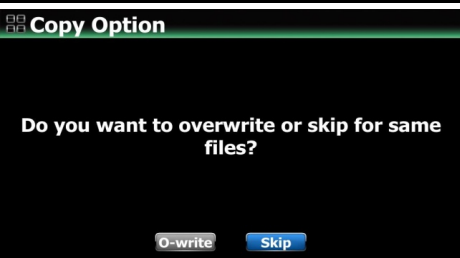 Copy Option
Do you want to overwrite or skip for same
files?
O-write Skip